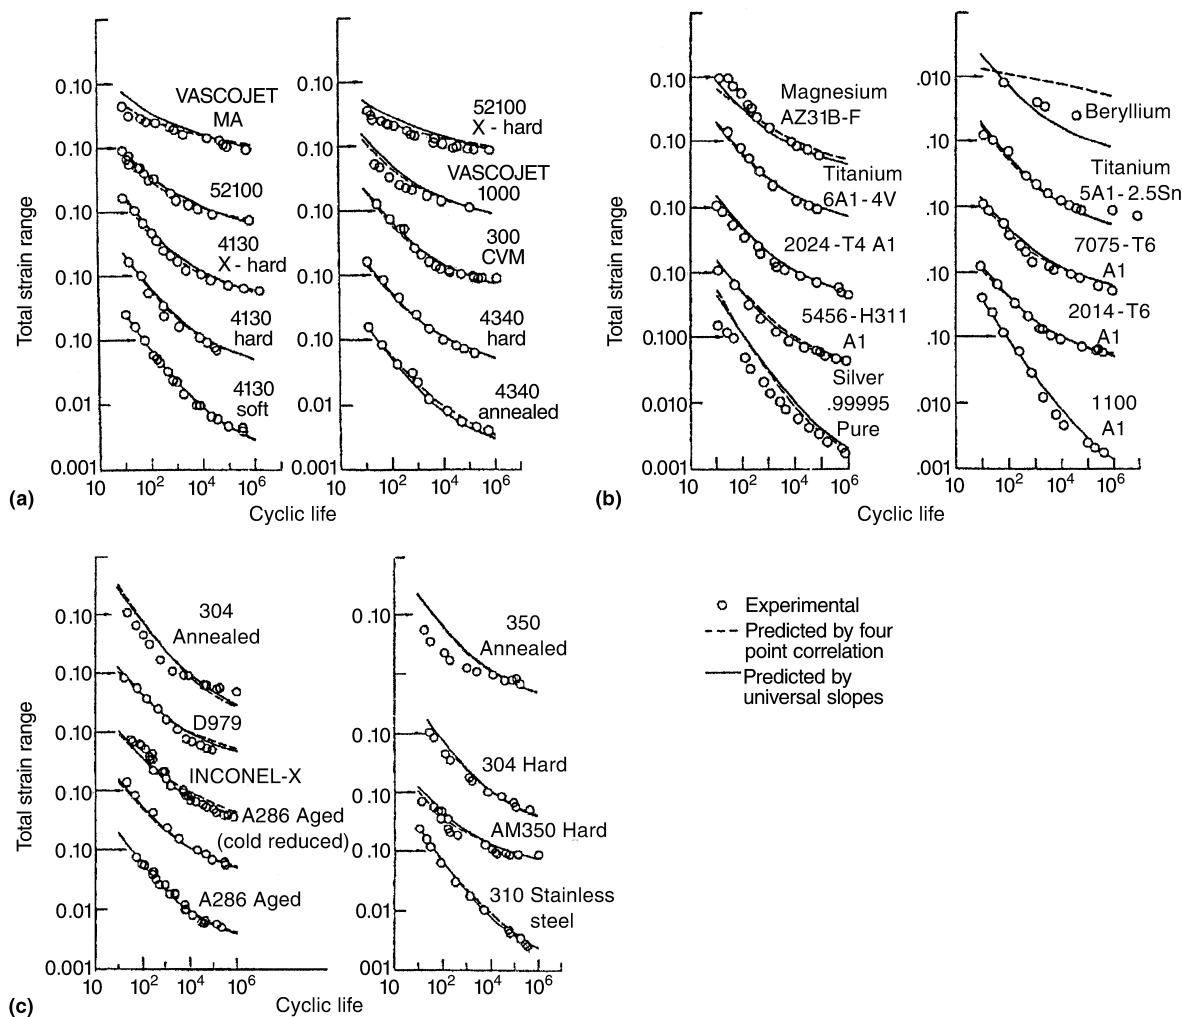 0.10
VASCOJET
MA
0.10
52100
0.10
4130
X - hard
0.10
4130
hard
0.10
4130
soft
0.01
0.001
10
10²
10⁴
10⁶
Total strain range
0.10
52100
X - hard
0.10
VASCOJET
1000
0.10
300
CVM
0.10
4340
hard
0.10
4340
annealed
0.01
0.001
10
10²
10⁴
10⁶
(a)
Cyclic life
0.10
Magnesium
AZ31B-F
0.10
Titanium
6A1-4V
0.10
2024-T4 A1
0.10
5456-H311
A1
0.100
Silver
.99995
Pure
0.010
0.001
10
10²
10⁴
10⁶
Total strain range
.010
Beryllium
.10
Titanium
5A1-2.5Sn
.10
7075-T6
A1
.10
2014-T6
A1
.10
1100
A1
.010
.001
10
10²
10⁴
10⁶
(b)
Cyclic life
0.10
304
Annealed
0.10
D979
0.10
INCONEL-X
0.10
A286 Aged
(cold reduced)
0.10
A286 Aged
0.01
0.001
10
10²
10⁴
10⁶
Total strain range
0.10
350
Annealed
0.10
304 Hard
0.10
AM350 Hard
0.10
310 Stainless
steel
0.01
001
10
10²
10⁴
10⁶
(c)
Cyclic life
Experimental
Predicted by four
point correlation
Predicted by
universal slopes